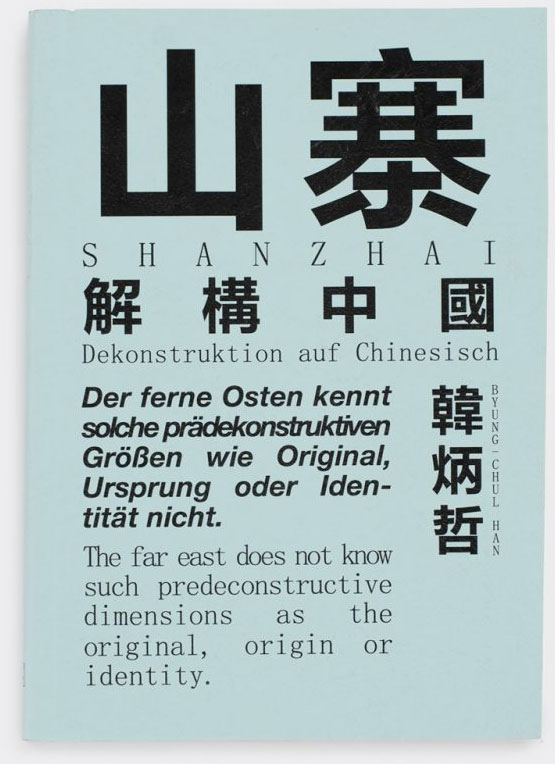 山寨
SHANZHAI
解構中國
Dekonstruktion auf Chinesisch
Der ferne Osten kennt
solche prädekonstruktiven
Größen wie Original,
Ursprung oder Iden-
tität nicht.
The far east does not know
such predeconstructive
dimensions as the
original, origin or
identity.
韓炳哲
BYUNG-CHUL HAN